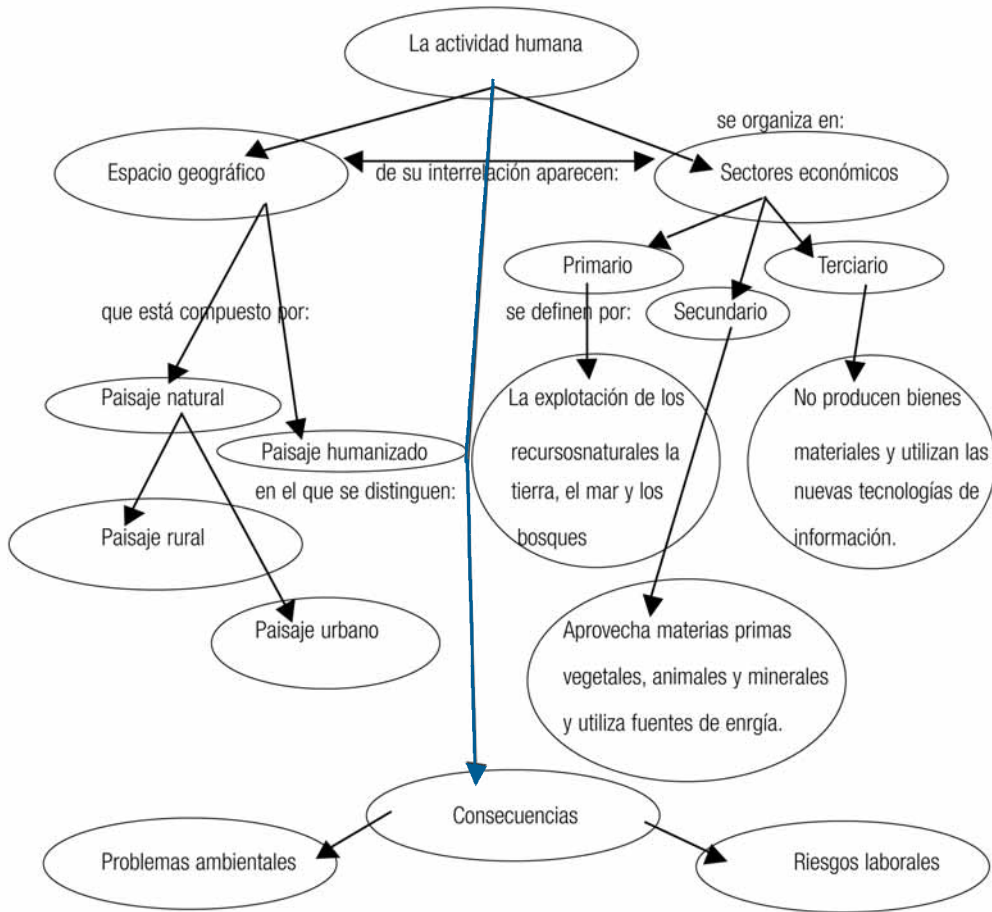 La actividad humana
se organiza en:
Espacio geográfico
de su interrelación aparecen:
Sectores económicos
Primario
Terciario
que está compuesto por:
se definen por:
Secundario
Paisaje natural
Paisaje humanizado
en el que se distinguen:
La explotación de los
recursosnaturales la
tierra, el mar y los
bosques
No producen bienes
materiales y utilizan las
nuevas tecnologías de
información.
Paisaje rural
Paisaje urbano
Aprovecha materias primas
vegetales, animales y minerales
y utiliza fuentes de enrgía.
Consecuencias
Problemas ambientales
Riesgos laborales